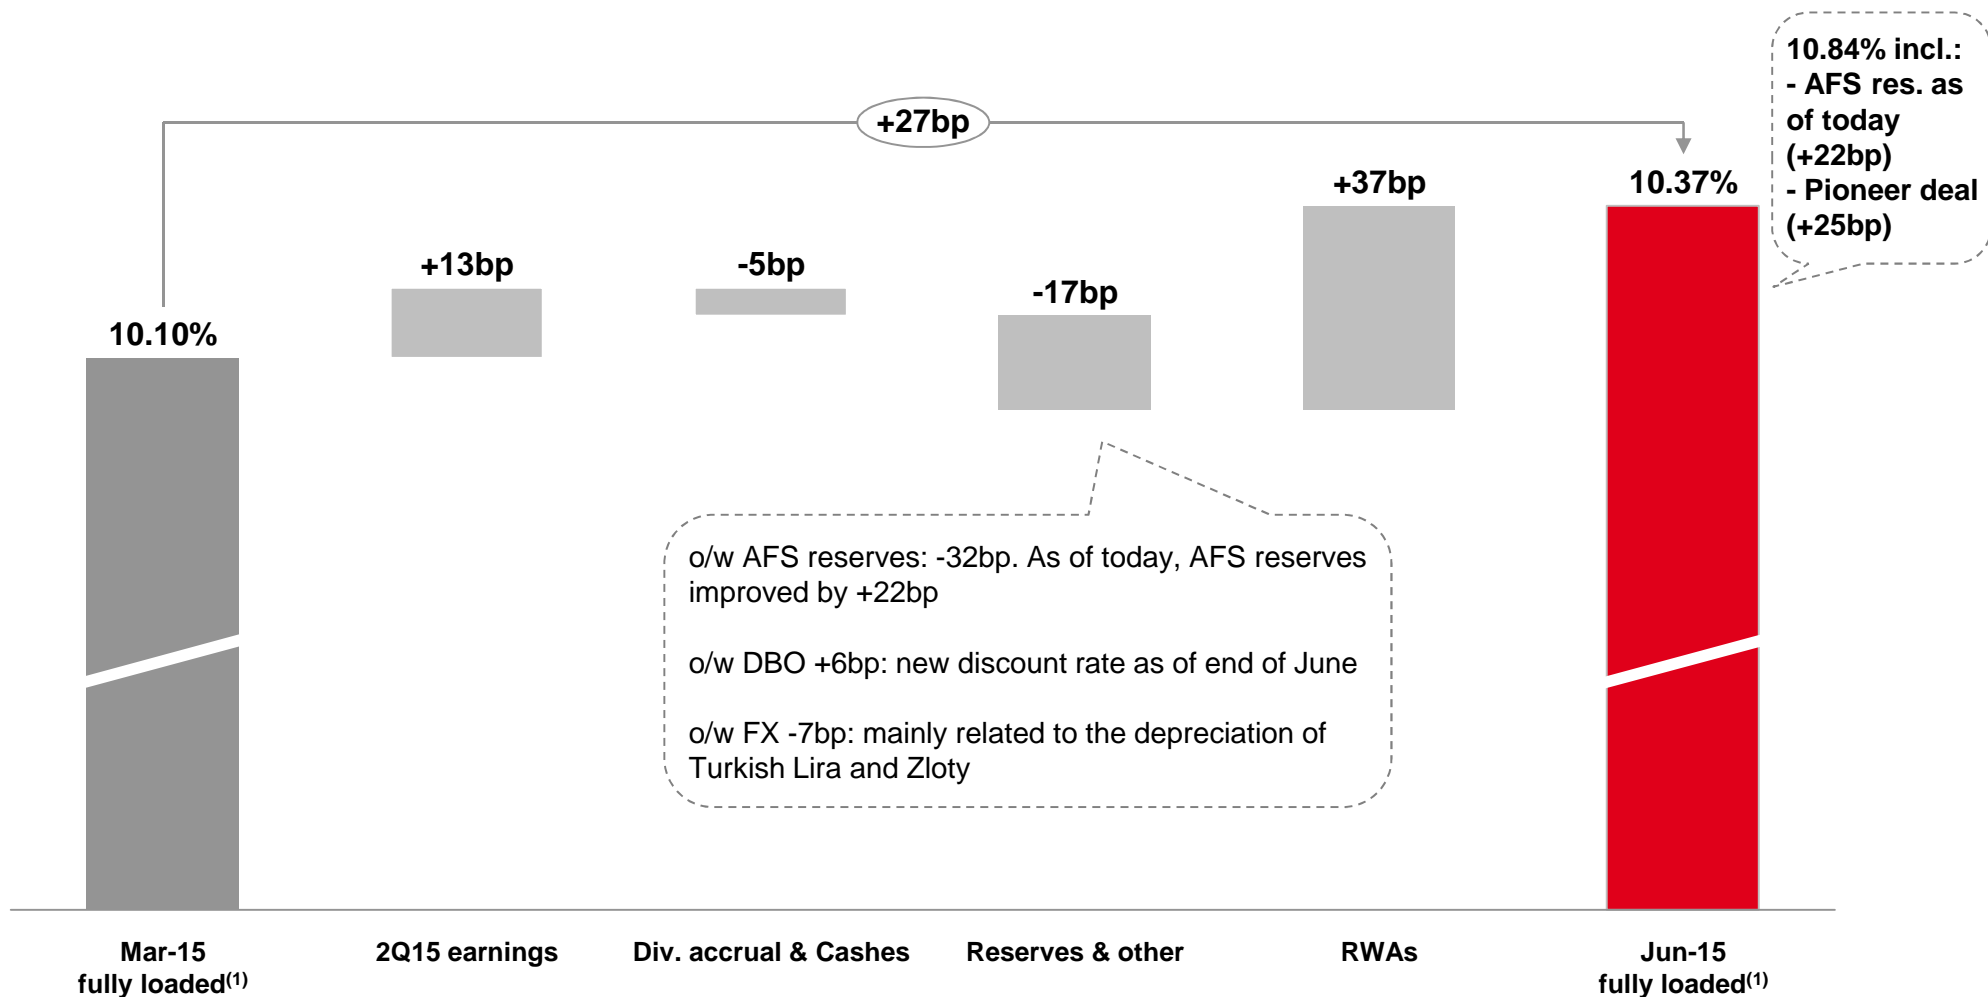 10.84% incl.:
- AFS res. as
of today
(+22bp)
- Pioneer deal
(+25bp)
+27bp
10.10%
+13bp
-5bp
-17bp
+37bp
10.37%
o/w AFS reserves: -32bp. As of today, AFS reserves
improved by +22bp
o/w DBO +6bp: new discount rate as of end of June
o/w FX -7bp: mainly related to the depreciation of
Turkish Lira and Zloty
Mar-15
fully loaded(1)
2Q15 earnings
Div. accrual & Cashes
Reserves & other
RWAs
Jun-15
fully loaded(1)